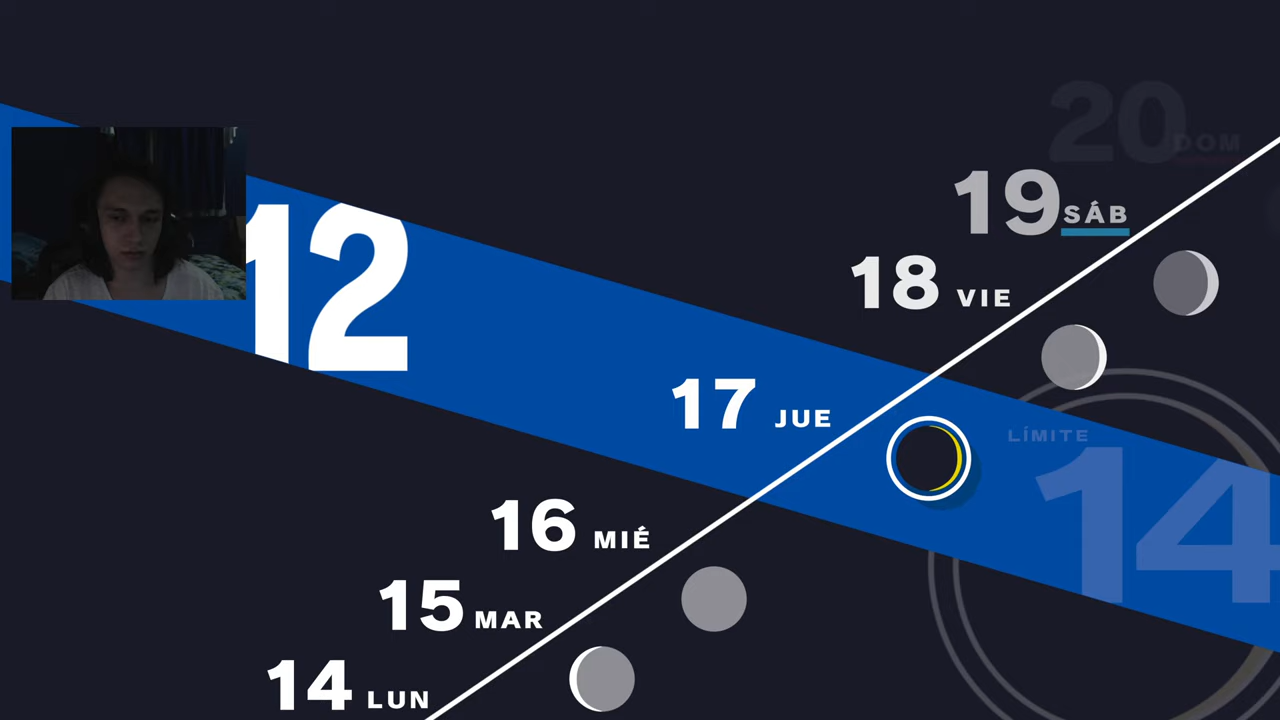 20 DOM
19 SÁB
12
18 VIE
17 JUE
LÍMITE
14
16 MIÉ
15 MAR
14 LUN